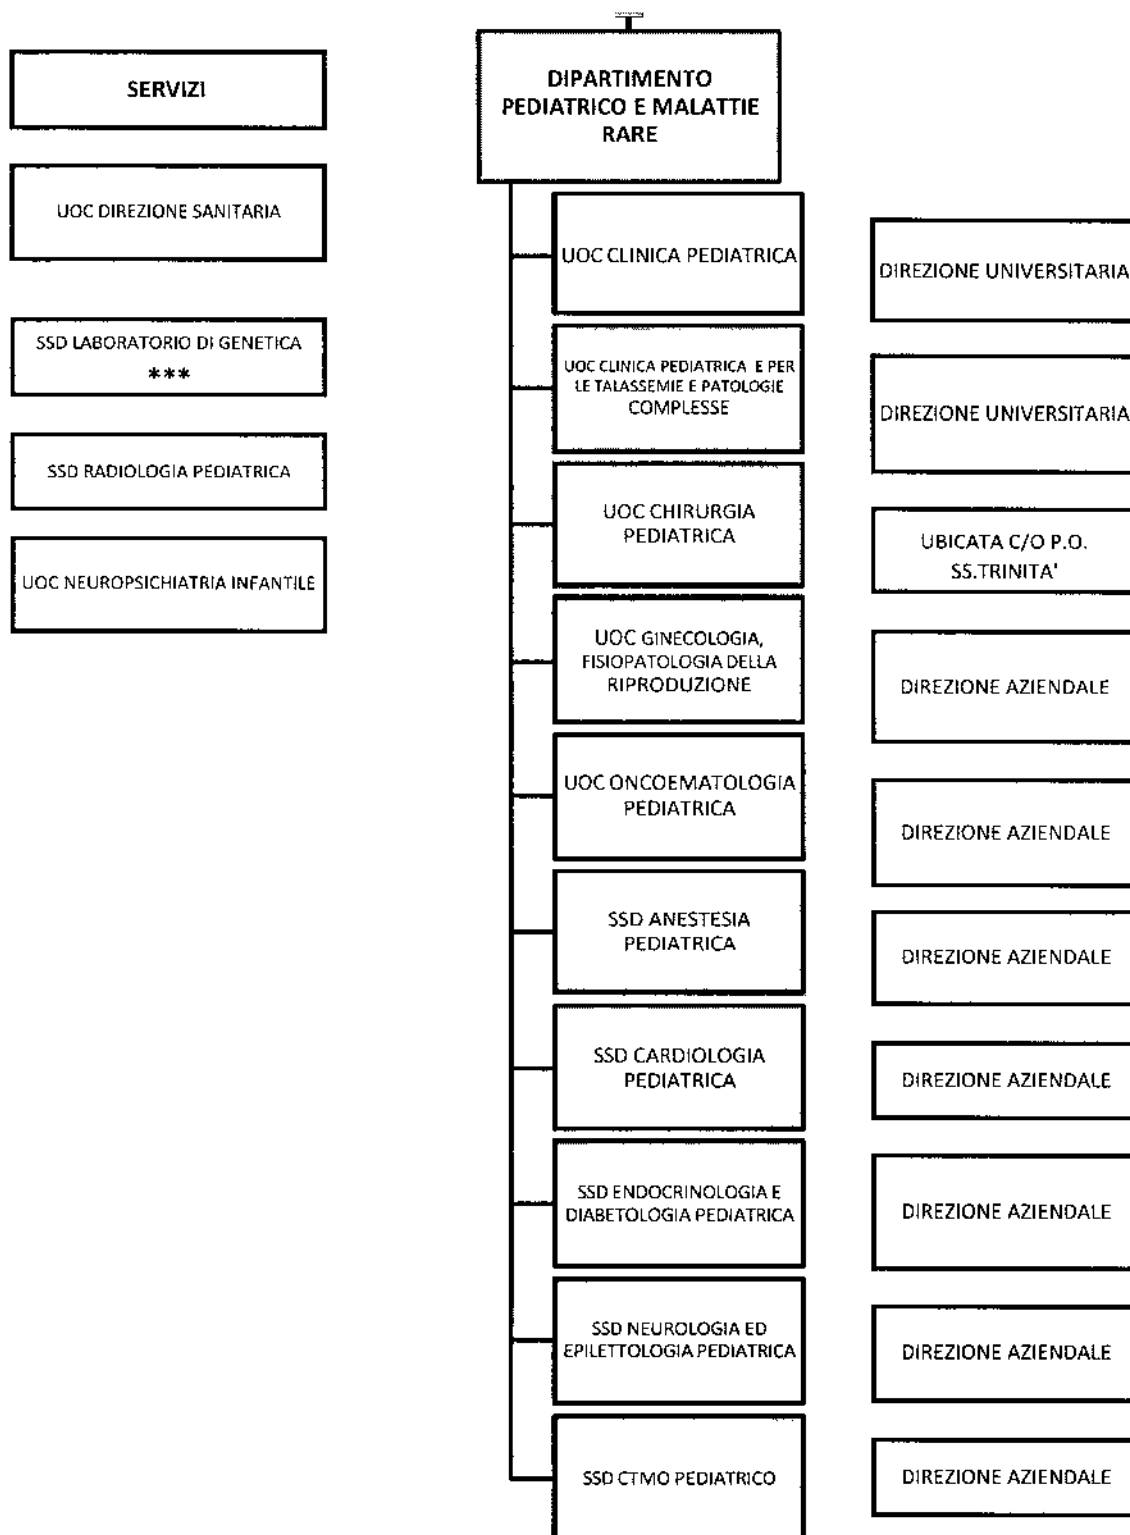 SERVIZI
UOC DIREZIONE SANITARIA
SSD LABORATORIO DI GENETICA
***
SSD RADIOLOGIA PEDIATRICA
UOC NEUROPSICHIATRIA INFANTILE
DIPARTIMENTO
PEDIATRICO E MALATTIE
RARE
UOC CLINICA PEDIATRICA
DIREZIONE UNIVERSITARIA
UOC CLINICA PEDIATRICA E PER
LE TALASSEMIE E PATOLOGIE
COMPLESSE
DIREZIONE UNIVERSITARIA
UOC CHIRURGIA
PEDIATRICA
UBICATA C/O P.O.
SS.TRINITA'
UOC GINECOLOGIA,
FISIOPATOLOGIA DELLA
RIPRODUZIONE
DIREZIONE AZIENDALE
UOC ONCOEMATOLOGIA
PEDIATRICA
DIREZIONE AZIENDALE
SSD ANESTESIA
PEDIATRICA
DIREZIONE AZIENDALE
SSD CARDIOLOGIA
PEDIATRICA
DIREZIONE AZIENDALE
SSD ENDOCRINOLOGIA E
DIABETOLOGIA PEDIATRICA
DIREZIONE AZIENDALE
SSD NEUROLOGIA ED
EPILETTOLOGIA PEDIATRICA
DIREZIONE AZIENDALE
SSD CTMO PEDIATRICO
DIREZIONE AZIENDALE